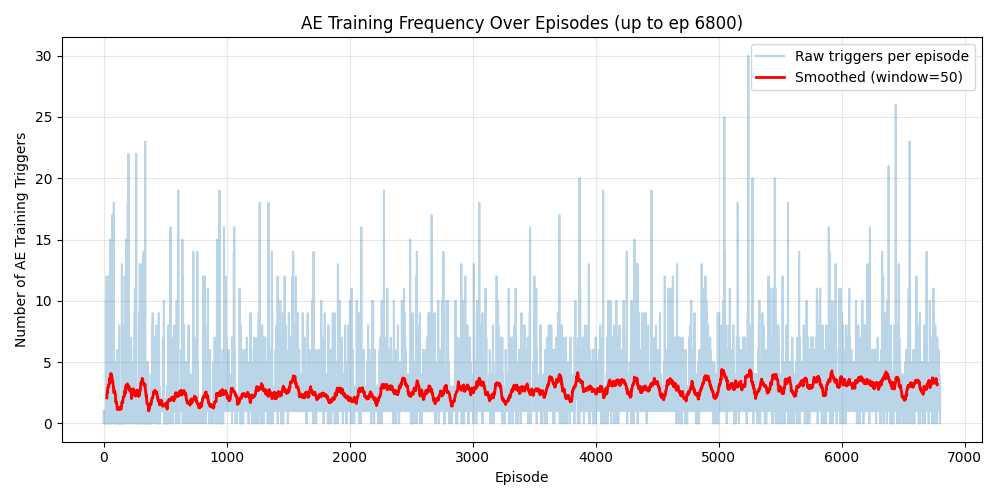 AE Training Frequency Over Episodes (up to ep 6800)
Raw triggers per episode
Smoothed (window=50)
Number of AE Training Triggers
30
25
20
15
10
5
0
0 1000 2000 3000 4000 5000 6000 7000
Episode